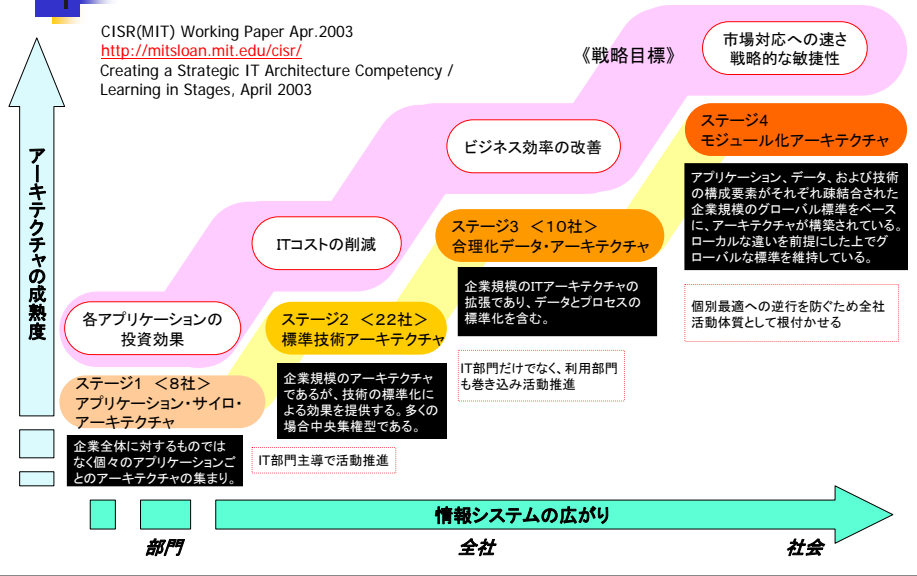 CISR(MIT) Working Paper Apr.2003
http://mitsloan.mit.edu/cisr/
Creating a Strategic IT Architecture Competency /
Learning in Stages, April 2003
《戦略目標》
市場対応への速さ
戦略的な敏捷性
ビジネス効率の改善
ITコストの削減
各アプリケーションの
投資効果
アーキテクチャの成熟度
ステージ1 <8社>
アプリケーション・サイロ・
アーキテクチャ
企業全体に対するものでは
なく個々のアプリケーションご
とのアーキテクチャの集まり。
ステージ2 <22社>
標準技術アーキテクチャ
企業規模のアーキテクチャ
であるが、技術の標準化に
よる効果を提供する。多くの
場合中央集権型である。
IT部門主導で活動推進
ステージ3 <10社>
合理化データ・アーキテクチャ
企業規模のITアーキテクチャの
拡張であり、データとプロセスの
標準化を含む。
IT部門だけでなく、利用部門
も巻き込み活動推進
ステージ4
モジュール化アーキテクチャ
アプリケーション、データ、および技術
の構成要素がそれぞれ疎結合された
企業規模のグローバル標準をベース
に、アーキテクチャが構築されている。
ローカルな違いを前提にした上でグ
ローバルな標準を維持している。
個別最適への逆行を防ぐため全社
活動体質として根付かせる
情報システムの広がり
部門
全社
社会